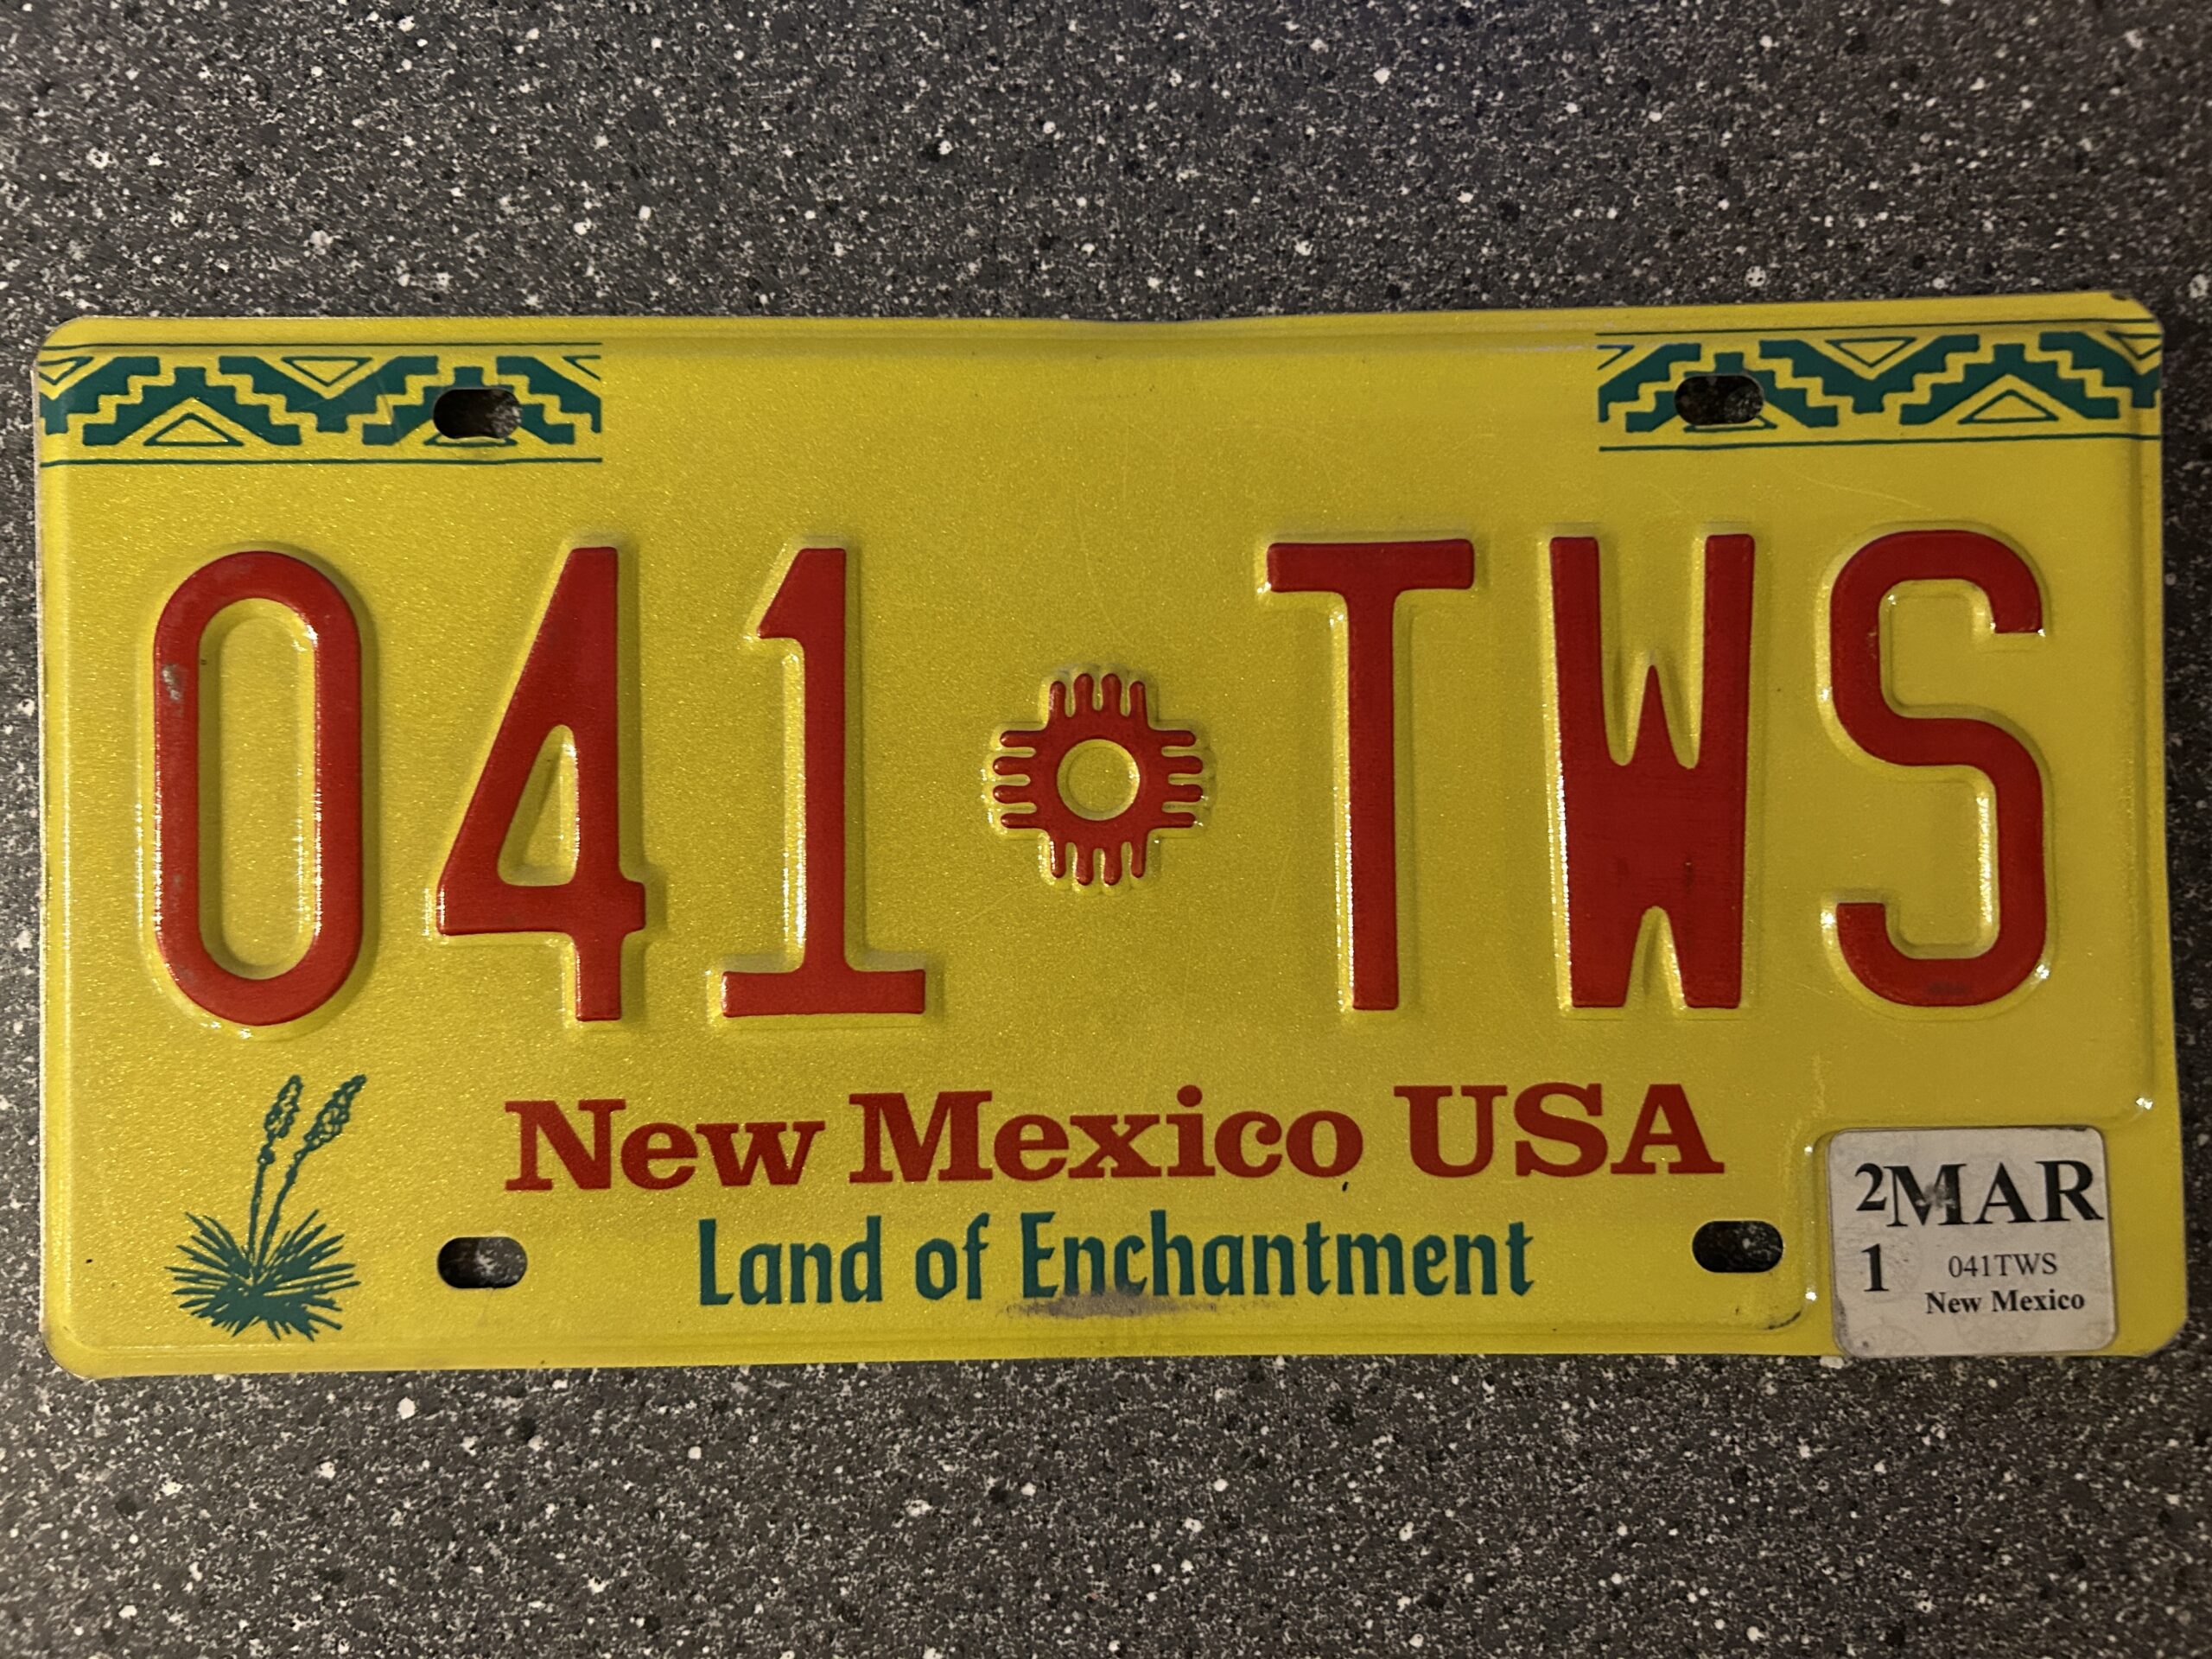 041 TWS
New Mexico USA
Land of Enchantment
2 MAR
1 041TWS
New Mexico